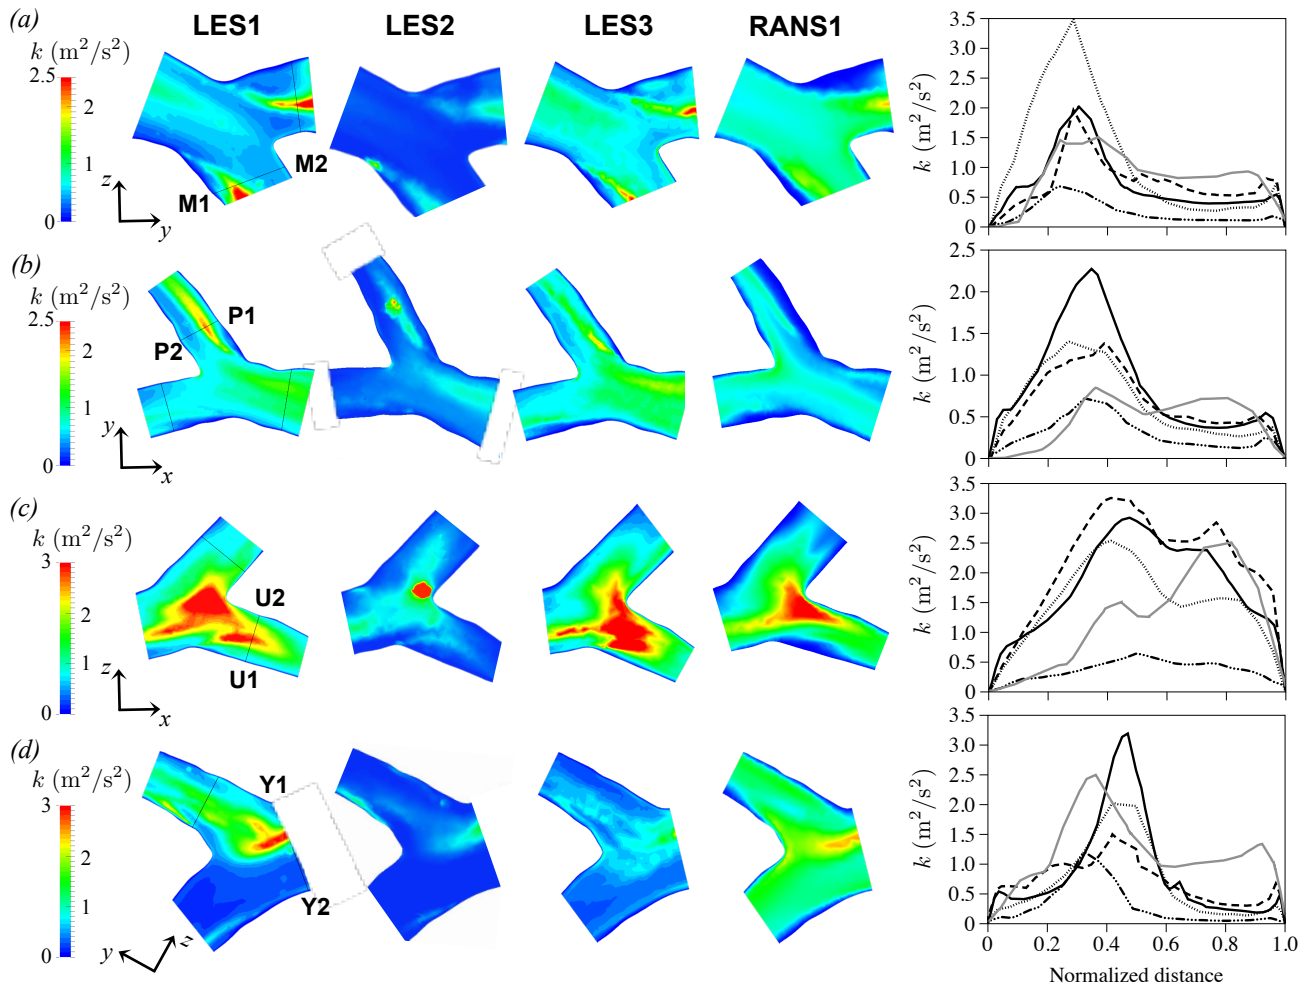 (a) LES1 LES2 LES3 RANS1
k (m²/s²)
2.5
2
1
0
M2
M1
z
y
k (m²/s²)
3.5
3.0
2.5
2.0
1.5
1.0
0.5
0
(b)
k (m²/s²)
2.5
2
1
0
P1
P2
y
x
k (m²/s²)
2.5
2.0
1.5
1.0
0.5
0
(c)
k (m²/s²)
3
2
1
0
U2
U1
z
x
k (m²/s²)
3.5
3.0
2.5
2.0
1.5
1.0
0.5
0
(d)
k (m²/s²)
3
2
1
0
Y1
Y2
y
z
k (m²/s²)
3.5
3.0
2.5
2.0
1.5
1.0
0.5
0
0 0.2 0.4 0.6 0.8 1.0
Normalized distance